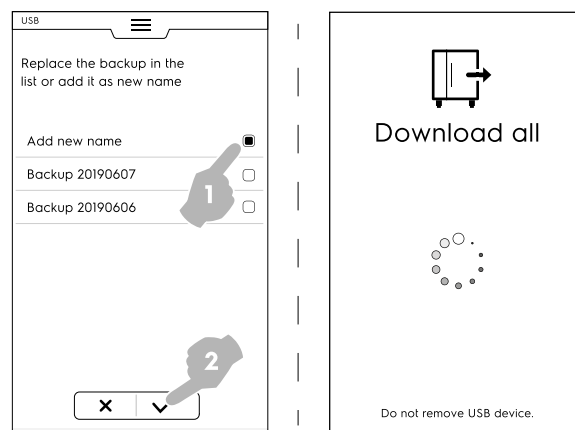 USB
Replace the backup in the
list or add it as new name
Add new name
Backup 20190607
Backup 20190606
1
2
Download all
Do not remove USB device.